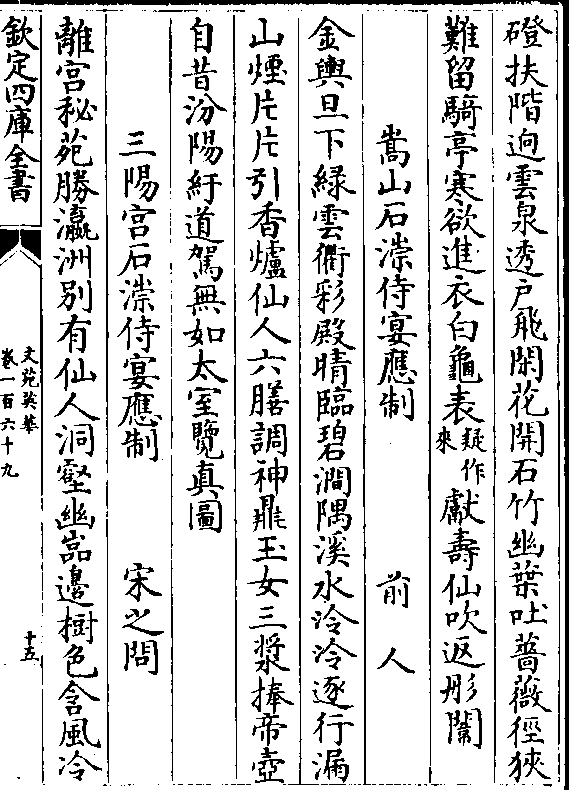 磴扶階逈雲泉透戸飛閑花開石竹幽葉吐薔薇徑狹
難留騎亭寒欲進衣白龜表疑作來獻壽仙吹返彤闈
嵩山石淙侍宴應制 前人
金輿旦下緑雲衢彩殿晴臨碧澗隅溪水泠泠逐行漏
山煙片片引香爐仙人六膳調神鼎玉女三漿捧帝壺
自昔汾陽紆道駕無如太室覽真圖
三陽宮石淙侍宴應制 宋之問
離宮秘苑勝瀛洲别有仙人洞壑幽嵓邉樹色含風冷
欽定四庫全書
文苑英華
卷一百六十九
十五